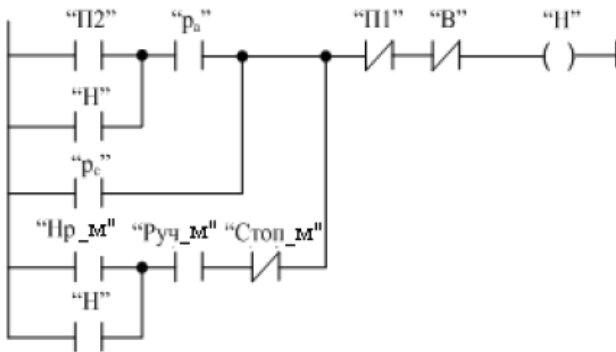 “П2” “pₐ” “П1” “В” “Н”
“Н”
“p꜀”
“Нр_м" “Руч_м" “Стоп_м"
“Н”